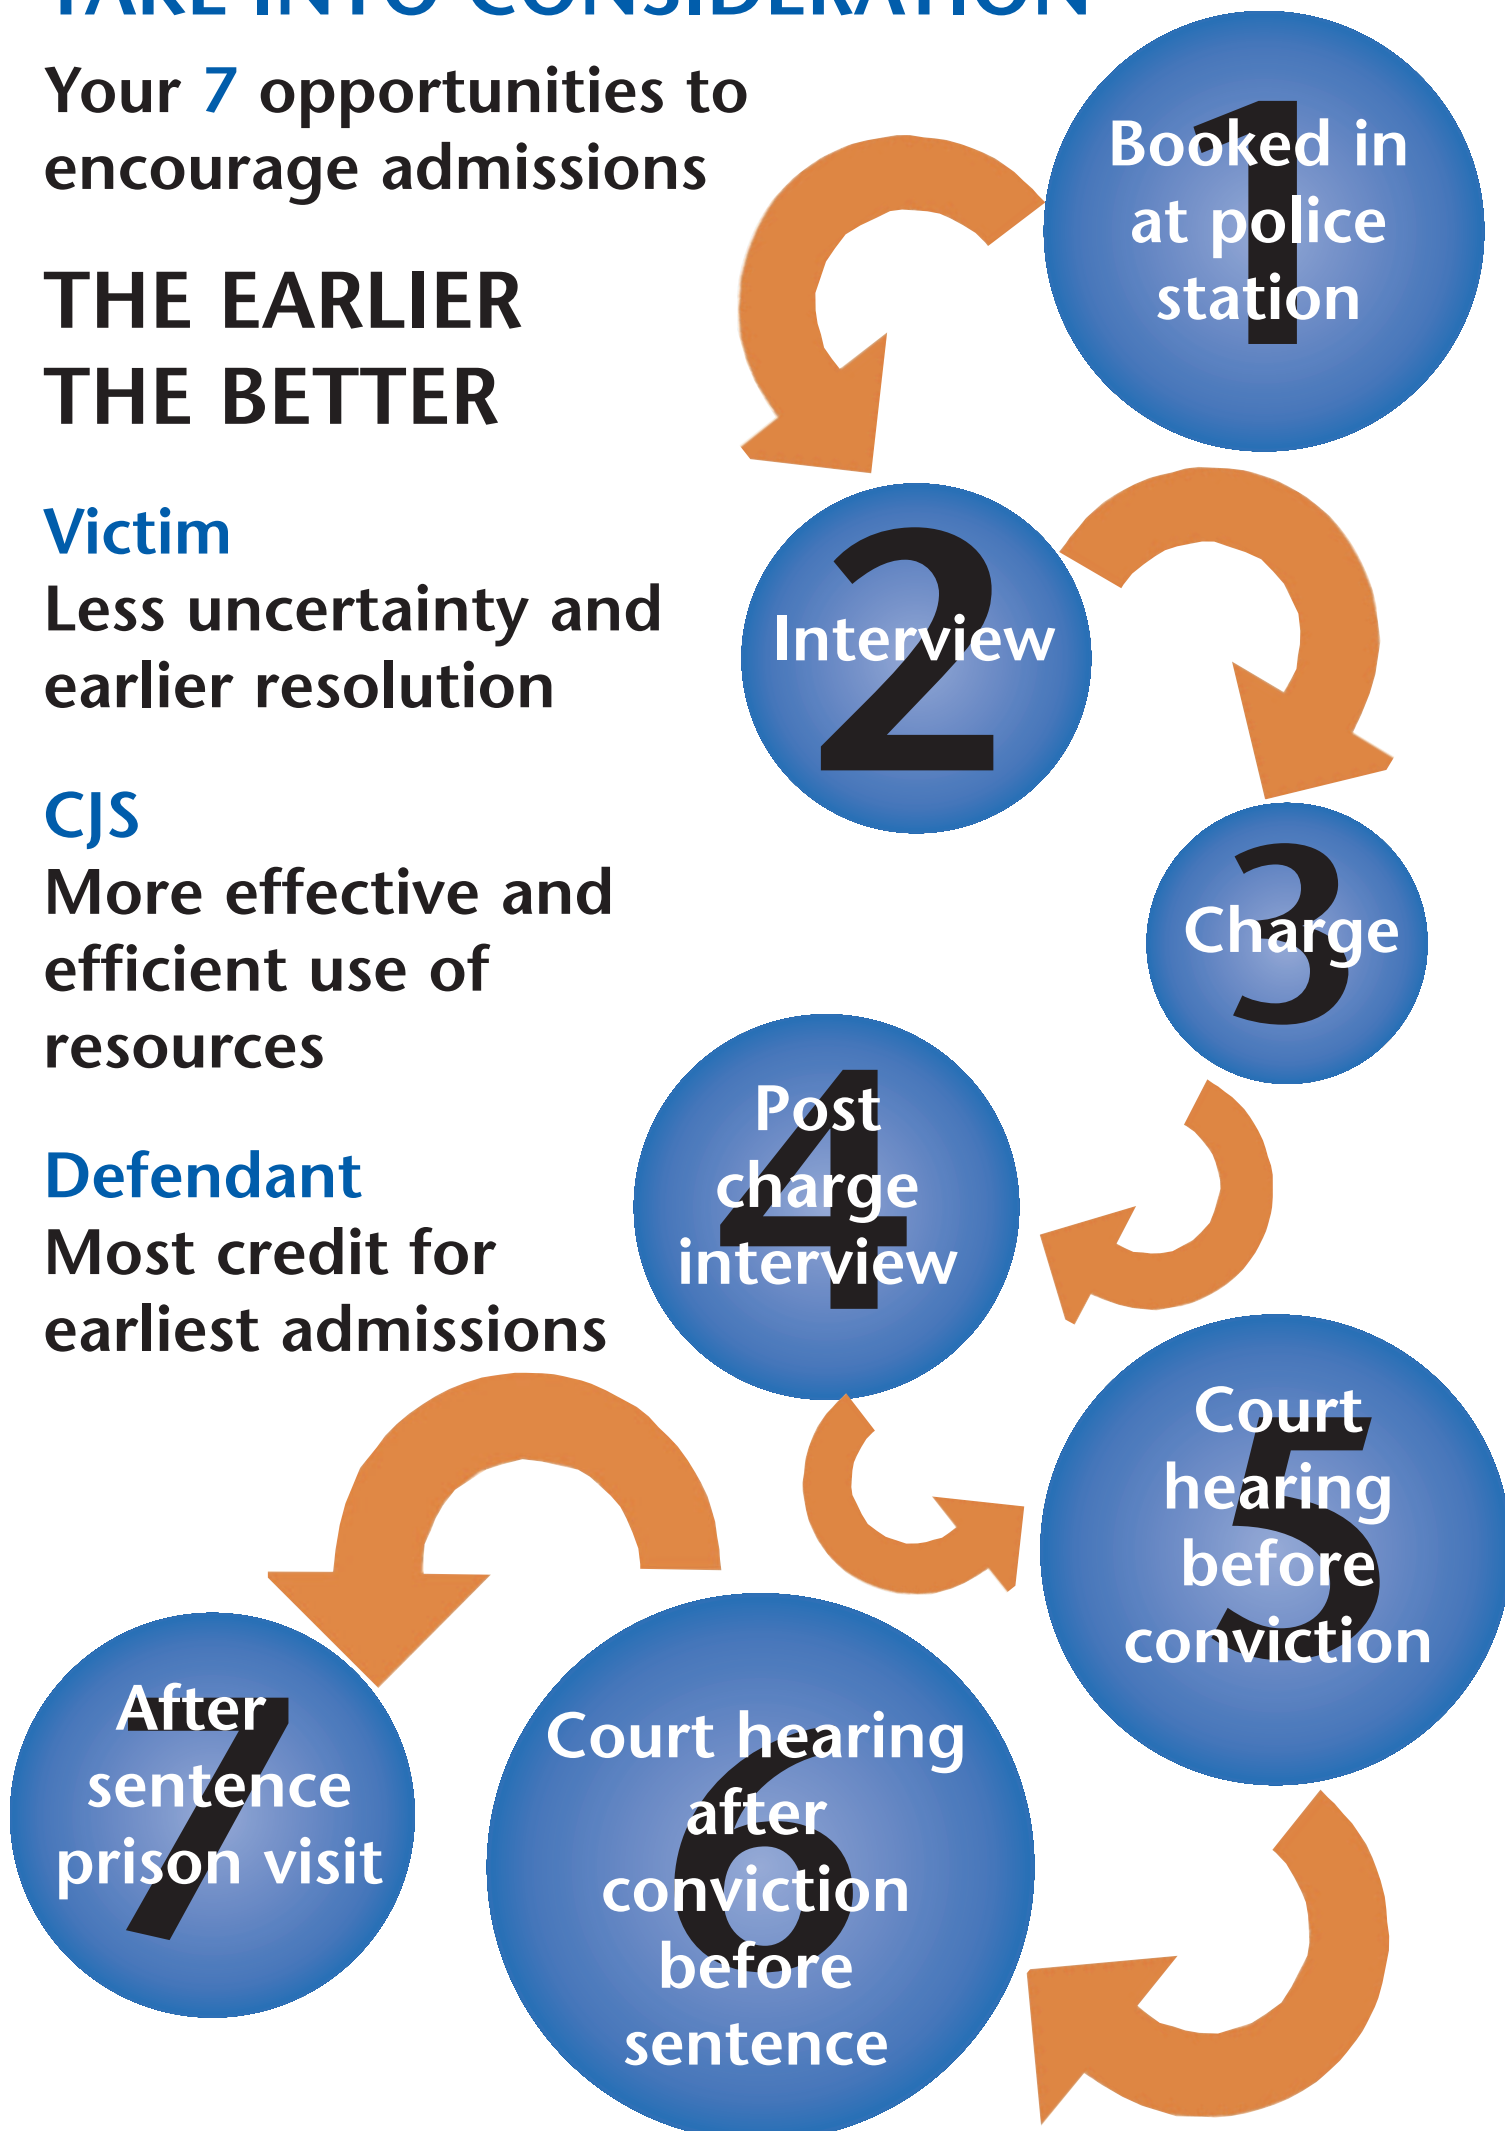 TAKE INTO CONSIDERATION
Your 7 opportunities to
encourage admissions
THE EARLIER
THE BETTER
Victim
Less uncertainty and
earlier resolution
CJS
More effective and
efficient use of
resources
Defendant
Most credit for
earliest admissions
1
Booked in
at police
station
2
Interview
3
Charge
4
Post
charge
interview
5
Court
hearing
before
conviction
6
Court hearing
after
conviction
before
sentence
7
After
sentence
prison visit